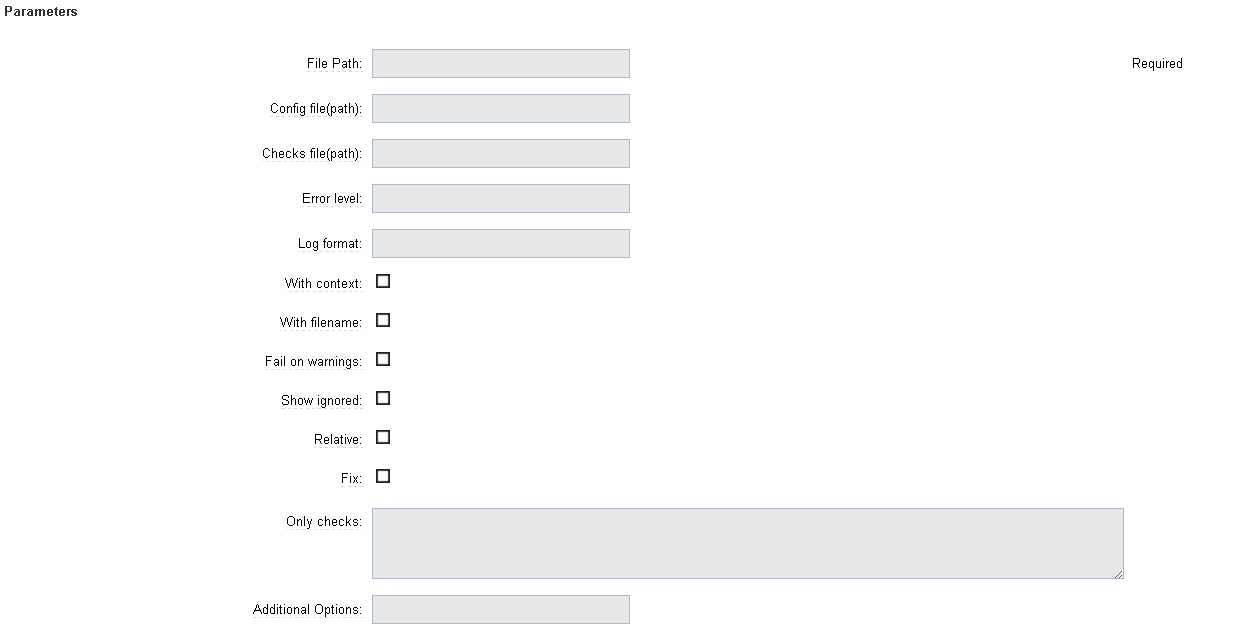 Parameters
File Path: Required
Config file(path):
Checks file(path):
Error level:
Log format:
With context:
With filename:
Fail on warnings:
Show ignored:
Relative:
Fix:
Only checks:
Additional Options: